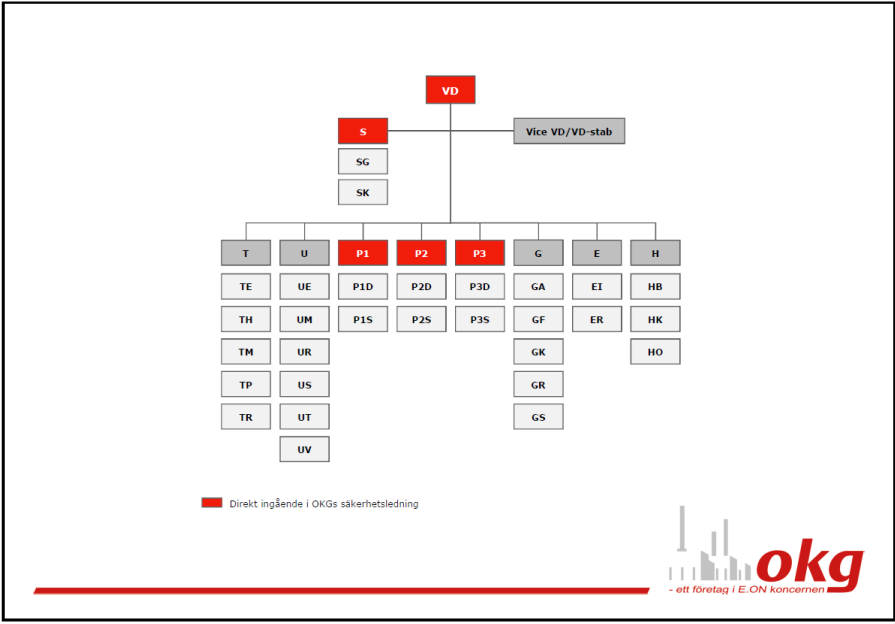 VD
S
Vice VD/VD-stab
SG
SK
T U P1 P2 P3 G E H
TE UE P1D P2D P3D GA EI HB
TH UM P1S P2S P3S GF ER HK
TM UR GK HO
TP US GR
TR UT GS
UV
Direkt ingående i OKGs säkerhetsledning
okg
- ett företag i E.ON koncernen